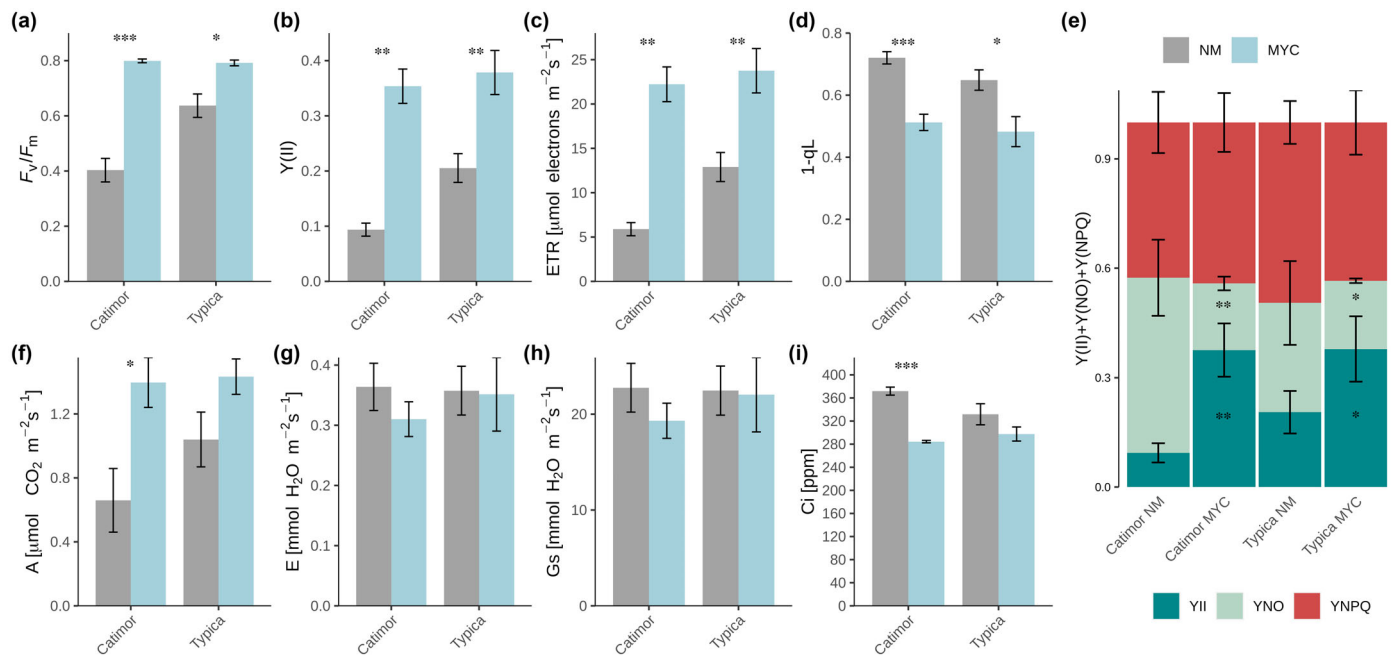 (a)
***
*
Fv/Fm
0.8
0.6
0.4
0.2
0.0
Catimor
Typica
(b)
**
**
Y(II)
0.4
0.3
0.2
0.1
0.0
Catimor
Typica
(c)
**
**
ETR [µmol electrons m−2s−1]
25
20
15
10
5
0
Catimor
Typica
(d)
***
*
1-qL
0.8
0.6
0.4
0.2
0.0
Catimor
Typica
(e)
NM
MYC
Y(II)+Y(NO)+Y(NPQ)
0.9
0.6
0.3
0.0
**
*
**
*
Catimor NM
Catimor MYC
Typica NM
Typica MYC
YII
YNO
YNPQ
(f)
*
A [µmol CO2 m−2s−1]
1.2
0.8
0.4
0.0
Catimor
Typica
(g)
E [mmol H2O m−2s−1]
0.4
0.3
0.3
0.1
0.0
Catimor
Typica
(h)
Gs [mmol H2O m−2s−1]
20
10
0
Catimor
Typica
(i)
***
Ci [ppm]
400
360
320
280
240
200
160
120
80
40
0
Catimor
Typica